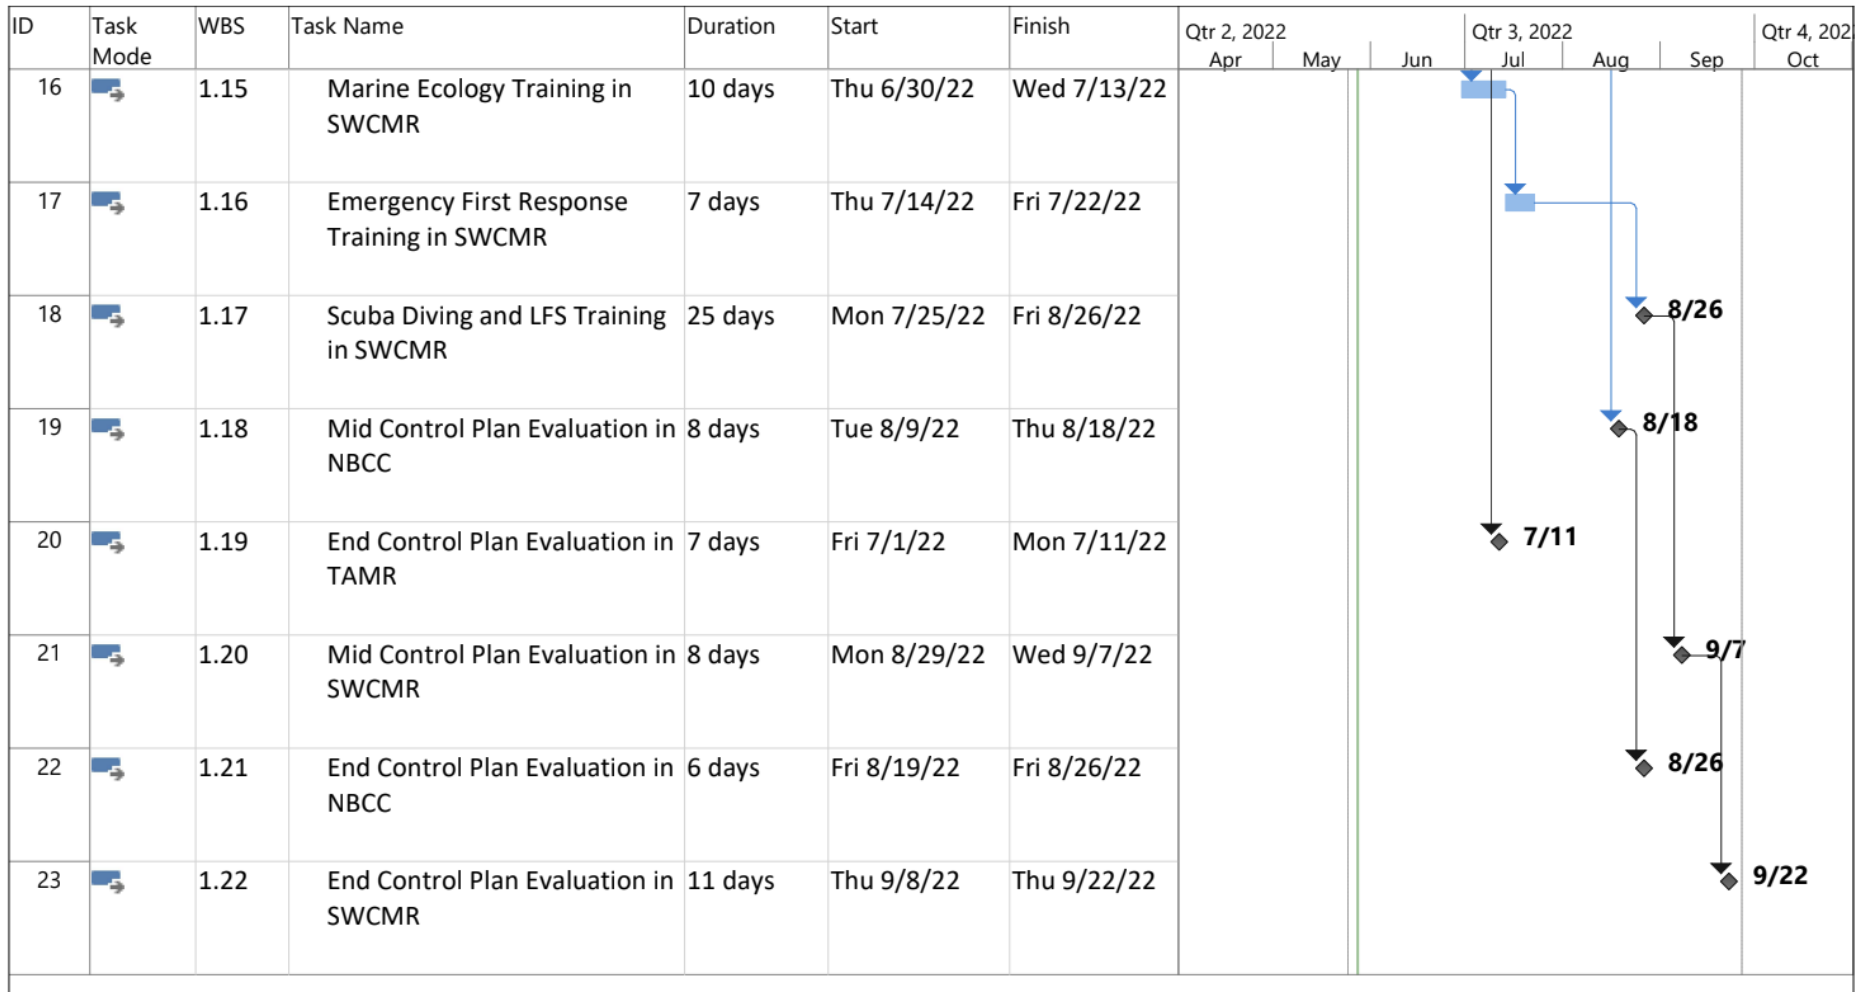 ID Task Mode WBS Task Name Duration Start Finish
Qtr 2, 2022 Qtr 3, 2022 Qtr 4, 202
Apr May Jun Jul Aug Sep Oct
16 1.15 Marine Ecology Training in 10 days Thu 6/30/22 Wed 7/13/22
SWCMR
17 1.16 Emergency First Response 7 days Thu 7/14/22 Fri 7/22/22
Training in SWCMR
18 1.17 Scuba Diving and LFS Training 25 days Mon 7/25/22 Fri 8/26/22 8/26
in SWCMR
19 1.18 Mid Control Plan Evaluation in 8 days Tue 8/9/22 Thu 8/18/22 8/18
NBCC
20 1.19 End Control Plan Evaluation in 7 days Fri 7/1/22 Mon 7/11/22 7/11
TAMR
21 1.20 Mid Control Plan Evaluation in 8 days Mon 8/29/22 Wed 9/7/22 9/7
SWCMR
22 1.21 End Control Plan Evaluation in 6 days Fri 8/19/22 Fri 8/26/22 8/26
NBCC
23 1.22 End Control Plan Evaluation in 11 days Thu 9/8/22 Thu 9/22/22 9/22
SWCMR